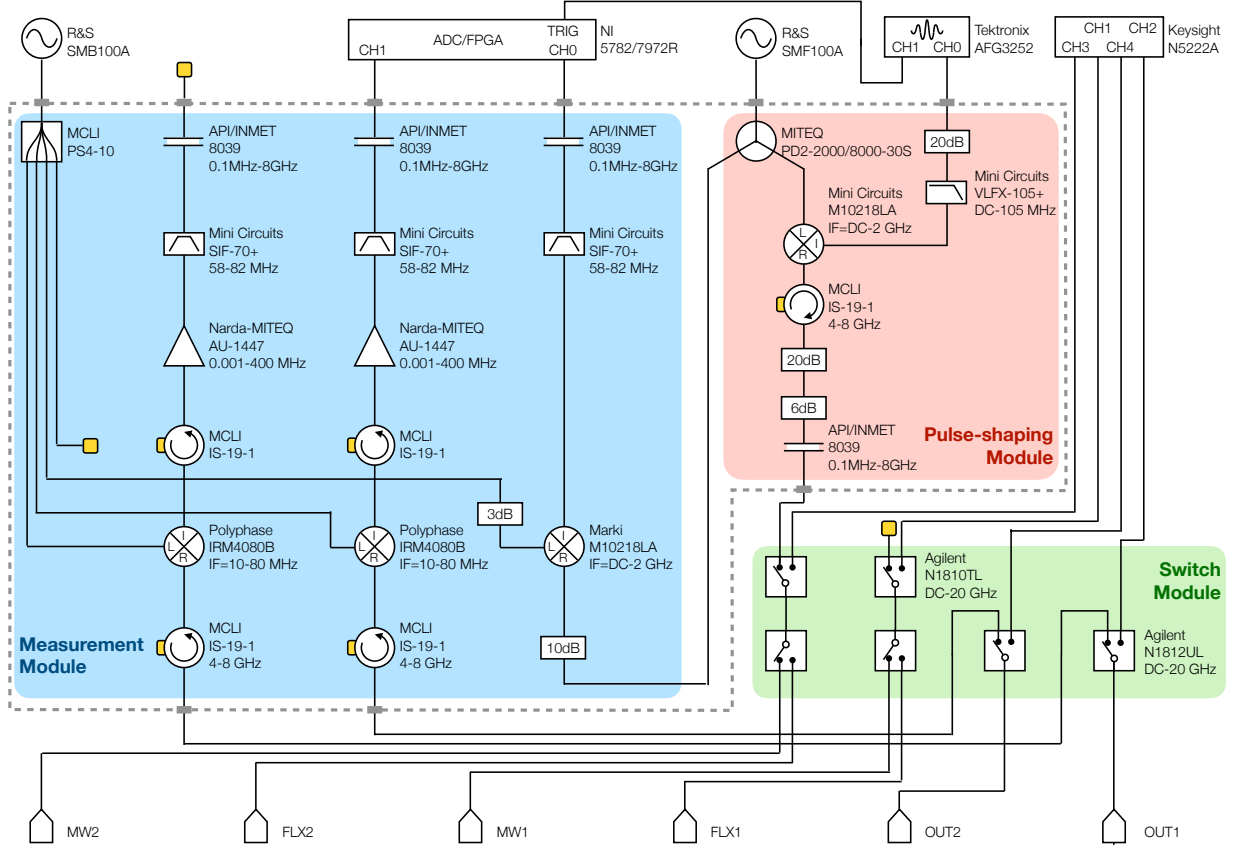 R&S
SMB100A
ADC/FPGA
TRIG
CH1
CH0
NI
5782/7972R
R&S
SMF100A
CH1
CH0
Tektronix
AFG3252
CH1
CH2
CH3
CH4
Keysight
N5222A
MCLI
PS4-10
API/INMET
8039
0.1MHz-8GHz
API/INMET
8039
0.1MHz-8GHz
API/INMET
8039
0.1MHz-8GHz
MITEQ
PD2-2000/8000-30S
20dB
Mini Circuits
VLFX-105+
DC-105 MHz
Mini Circuits
M10218LA
IF=DC-2 GHz
L
I
R
Mini Circuits
SIF-70+
58-82 MHz
Mini Circuits
SIF-70+
58-82 MHz
Mini Circuits
SIF-70+
58-82 MHz
MCLI
IS-19-1
4-8 GHz
Narda-MITEQ
AU-1447
0.001-400 MHz
Narda-MITEQ
AU-1447
0.001-400 MHz
20dB
6dB
API/INMET
8039
0.1MHz-8GHz
Pulse-shaping
Module
MCLI
IS-19-1
MCLI
IS-19-1
3dB
I
L
R
Polyphase
IRM4080B
IF=10-80 MHz
I
L
R
Polyphase
IRM4080B
IF=10-80 MHz
I
L
R
Marki
M10218LA
IF=DC-2 GHz
Agilent
N1810TL
DC-20 GHz
Switch
Module
Measurement
Module
MCLI
IS-19-1
4-8 GHz
MCLI
IS-19-1
4-8 GHz
10dB
Agilent
N1812UL
DC-20 GHz
MW2
FLX2
MW1
FLX1
OUT2
OUT1